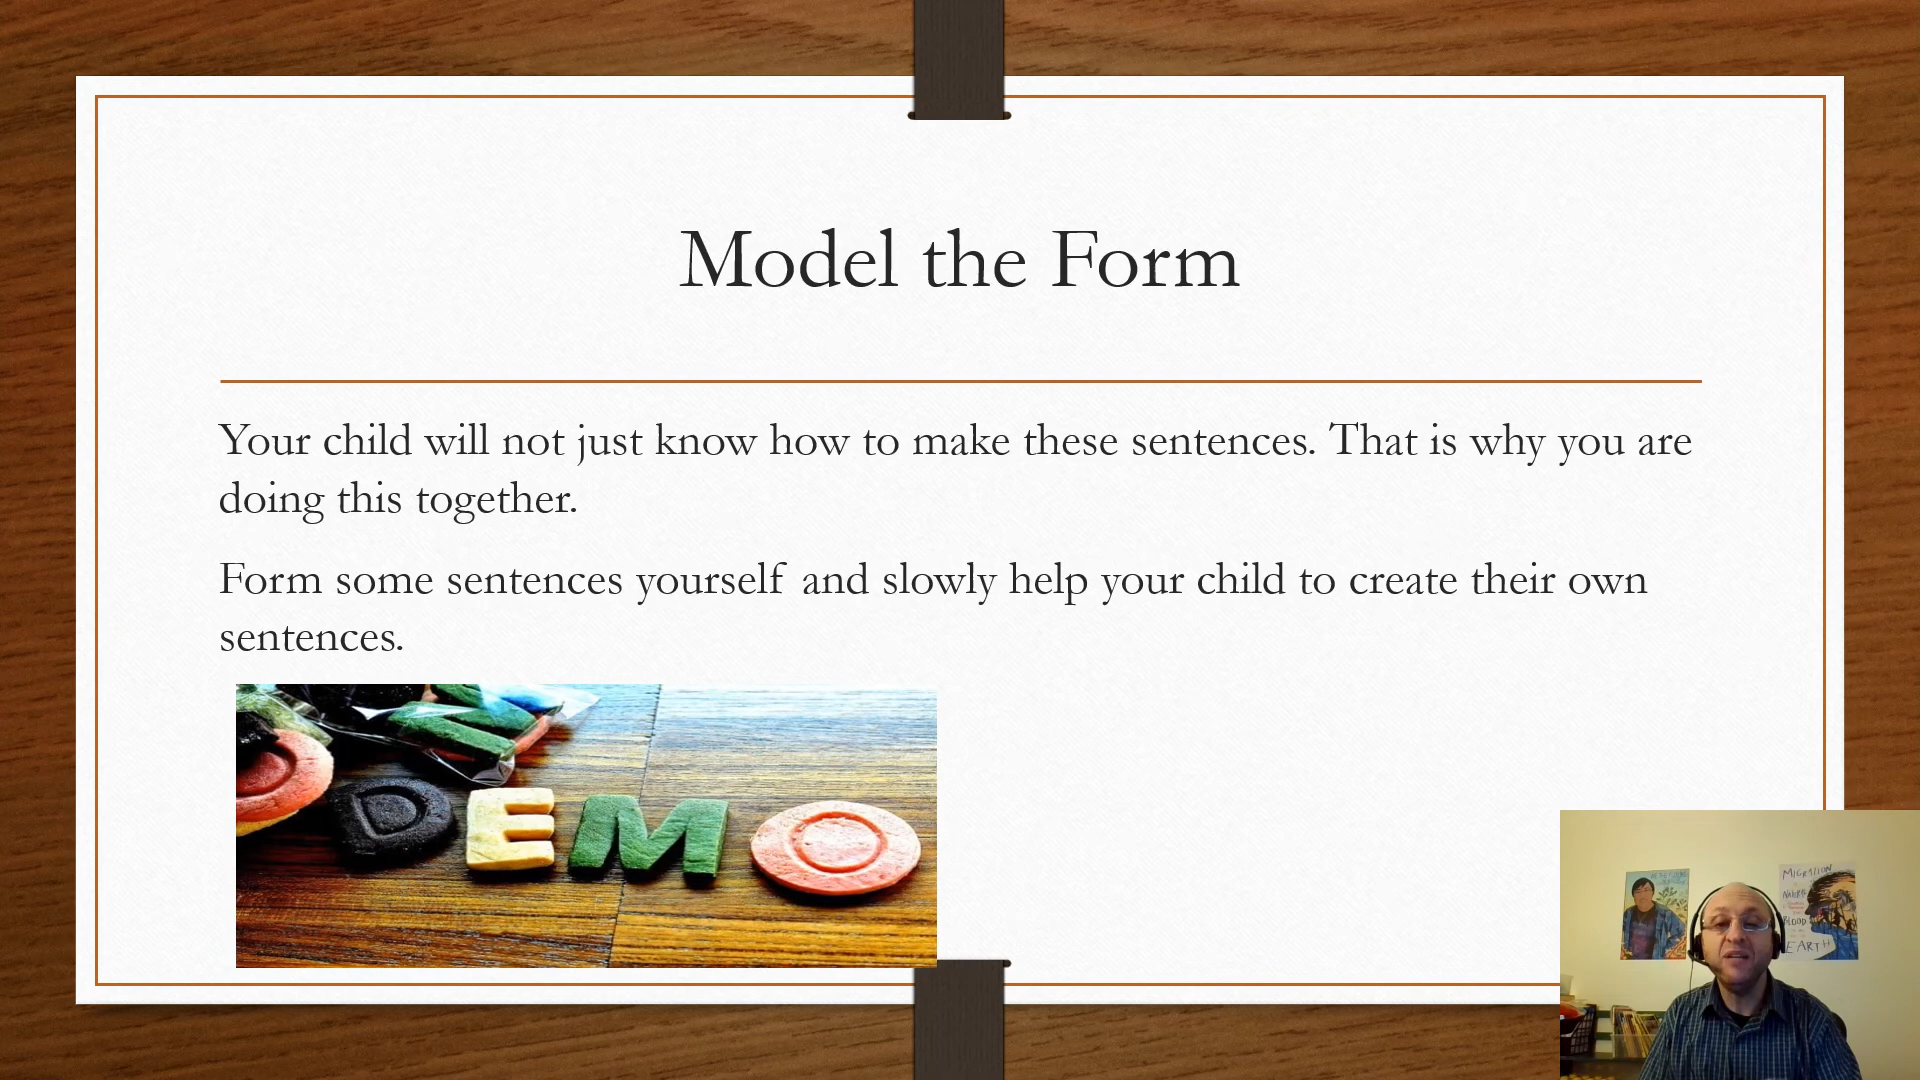 Model the Form
Your child will not just know how to make these sentences. That is why you are
doing this together.
Form some sentences yourself and slowly help your child to create their own
sentences.
DEMO
MIGRATION
BLOOD
EARTH